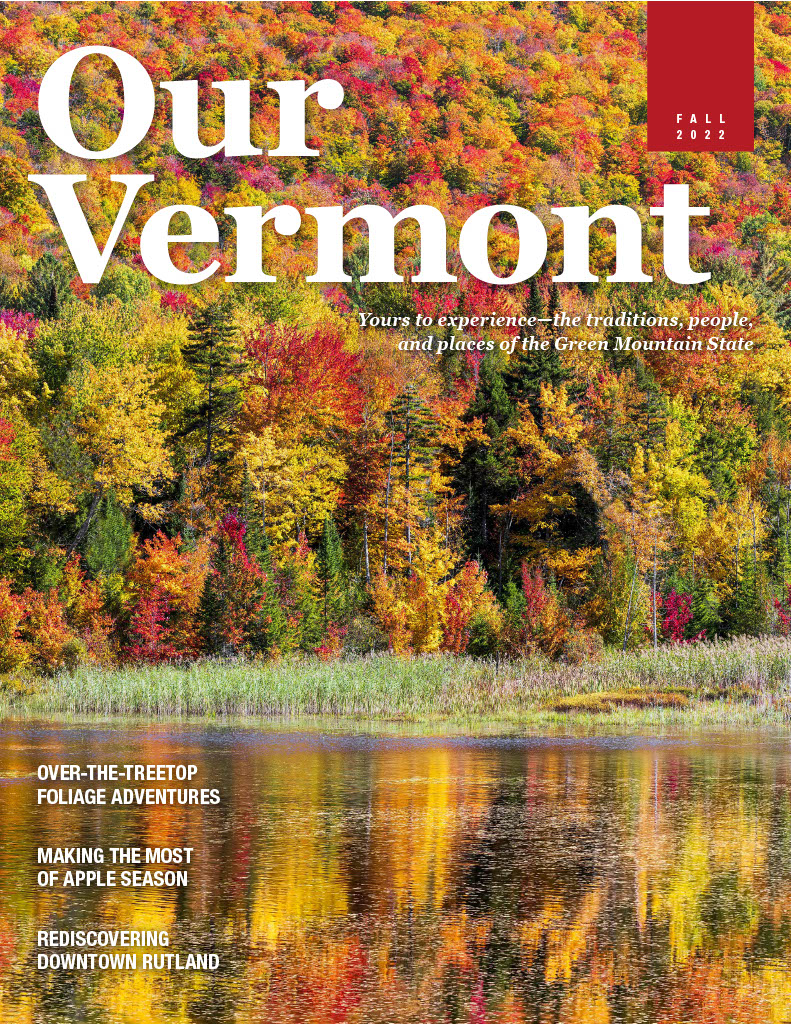 FALL
2022
Our
Vermont
Yours to experience—the traditions, people,
and places of the Green Mountain State
OVER-THE-TREETOP
FOLIAGE ADVENTURES
MAKING THE MOST
OF APPLE SEASON
REDISCOVERING
DOWNTOWN RUTLAND